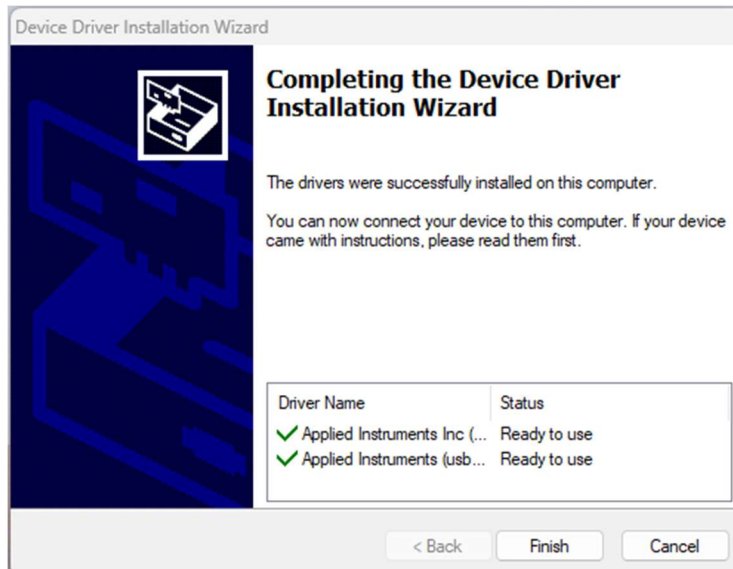 Device Driver Installation Wizard
Completing the Device Driver
Installation Wizard
The drivers were successfully installed on this computer.
You can now connect your device to this computer. If your device
came with instructions, please read them first.
Driver Name Status
Applied Instruments Inc (... Ready to use
Applied Instruments (usb... Ready to use
< Back Finish Cancel